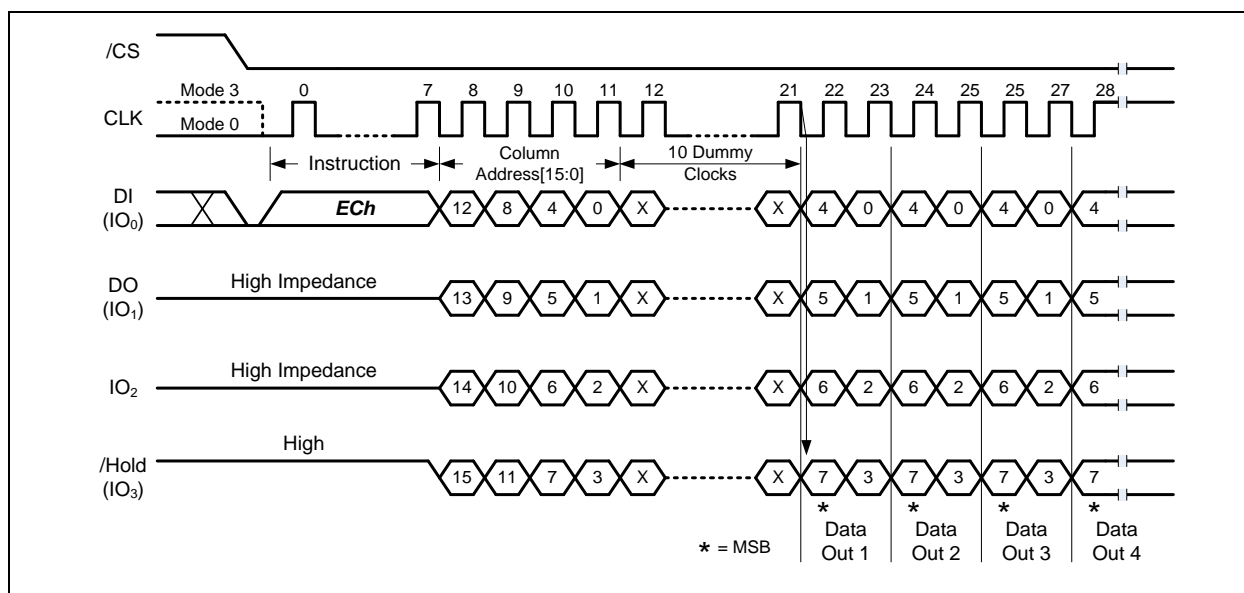 /CS
Mode 3 0 7 8 9 10 11 12 21 22 23 24 25 25 27 28
CLK
Mode 0
Instruction Column Address[15:0] 10 Dummy Clocks
DI
(IO0) ECh 12 8 4 0 X X 4 0 4 0 4 0 4
High Impedance
DO
(IO1) 13 9 5 1 X X 5 1 5 1 5 1 5
High Impedance
IO2 14 10 6 2 X X 6 2 6 2 6 2 6
High
/Hold
(IO3) 15 11 7 3 X X 7 3 7 3 7 3 7
* * * *
* = MSB
Data Out 1 Data Out 2 Data Out 3 Data Out 4